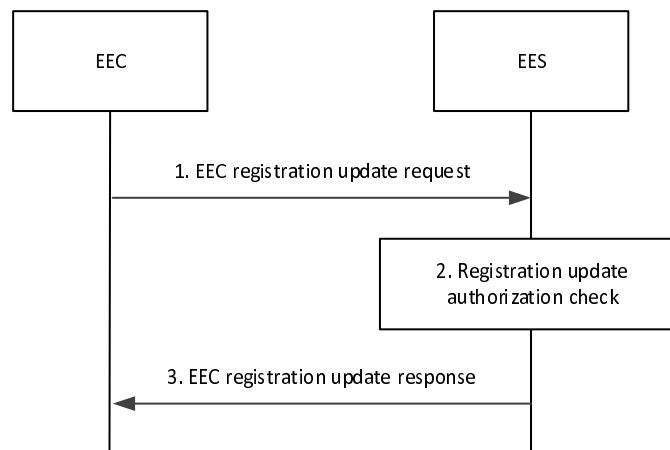 EEC
EES
1. EEC registration update request
2. Registration update
authorization check
3. EEC registration update response